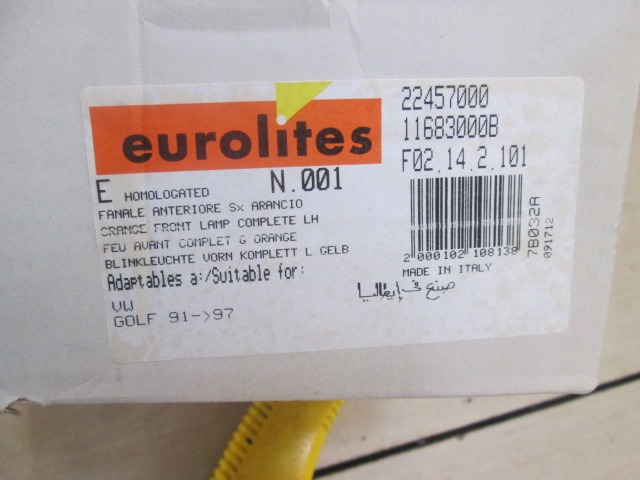 eurolites
E HOMOLOGATED N.001
FANALE ANTERIORE Sx ARANCIO
ORANGE FRONT LAMP COMPLETE LH
FEU AVANT COMPLET G ORANGE
BLINKLEUCHTE VORN KOMPLETT L GELB
Adaptables a:/Suitable for:
VW
GOLF 91->97
22457000
11683000B
F02.14.2.101
2 000102 108138
7B032A
091712
MADE IN ITALY
صنع في إيطاليا